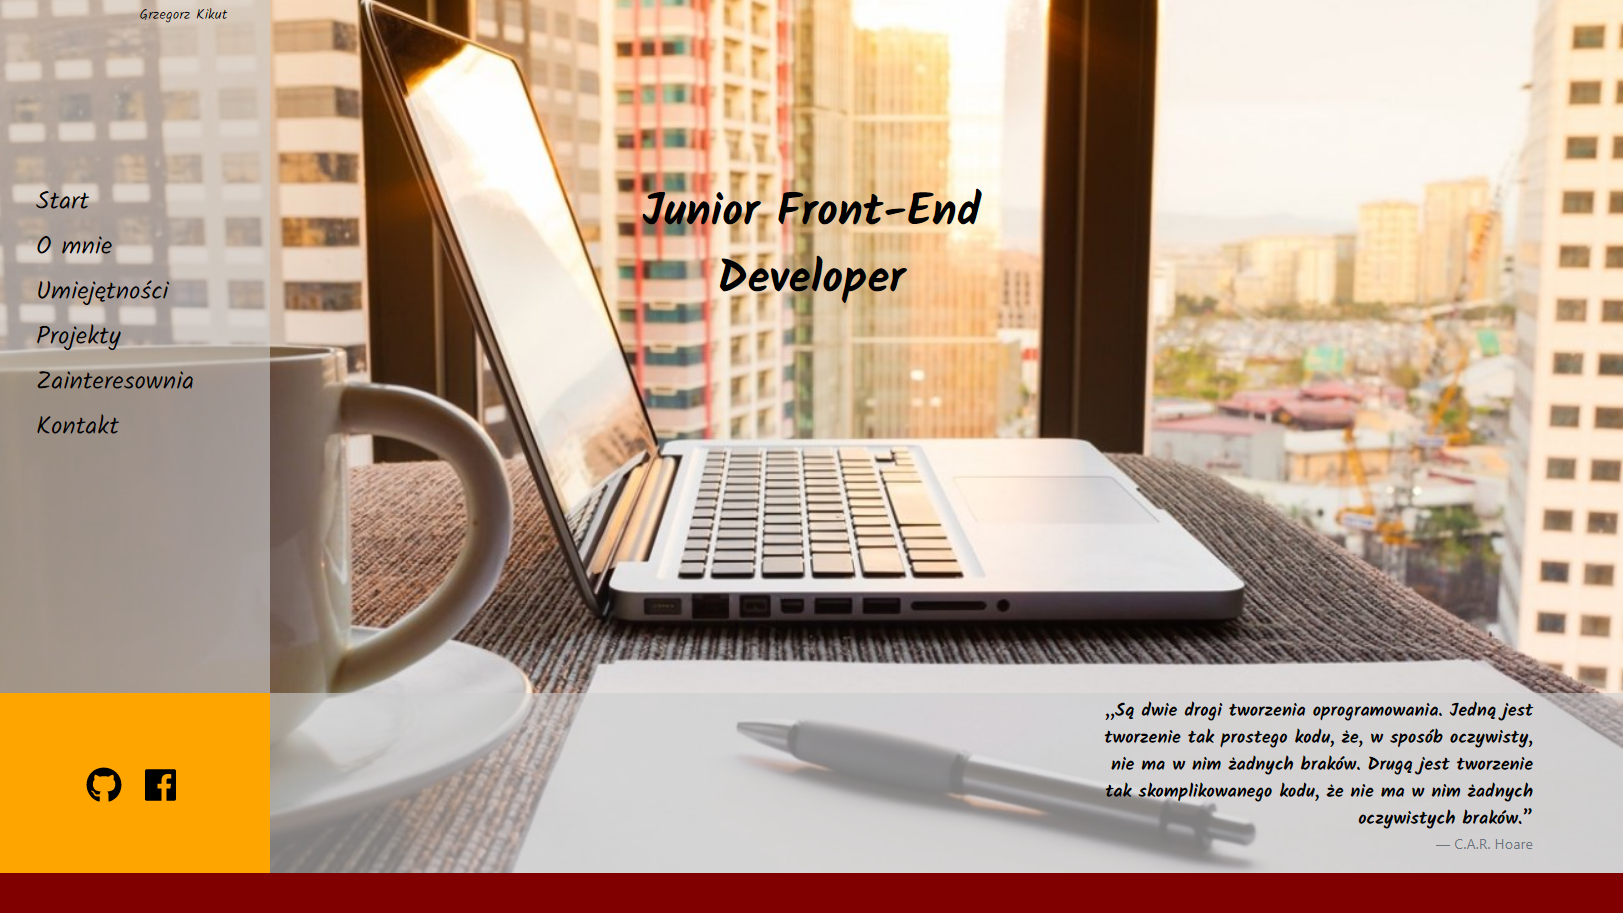 Grzegorz Kikut
Start
O mnie
Umiejętności
Projekty
Zainteresownia
Kontakt
Junior Front-End
Developer
,,Są dwie drogi tworzenia oprogramowania. Jedną jest
tworzenie tak prostego kodu, że, w sposób oczywisty,
nie ma w nim żadnych braków. Drugą jest tworzenie
tak skomplikowanego kodu, że nie ma w nim żadnych
oczywistych braków.”
— C.A.R. Hoare